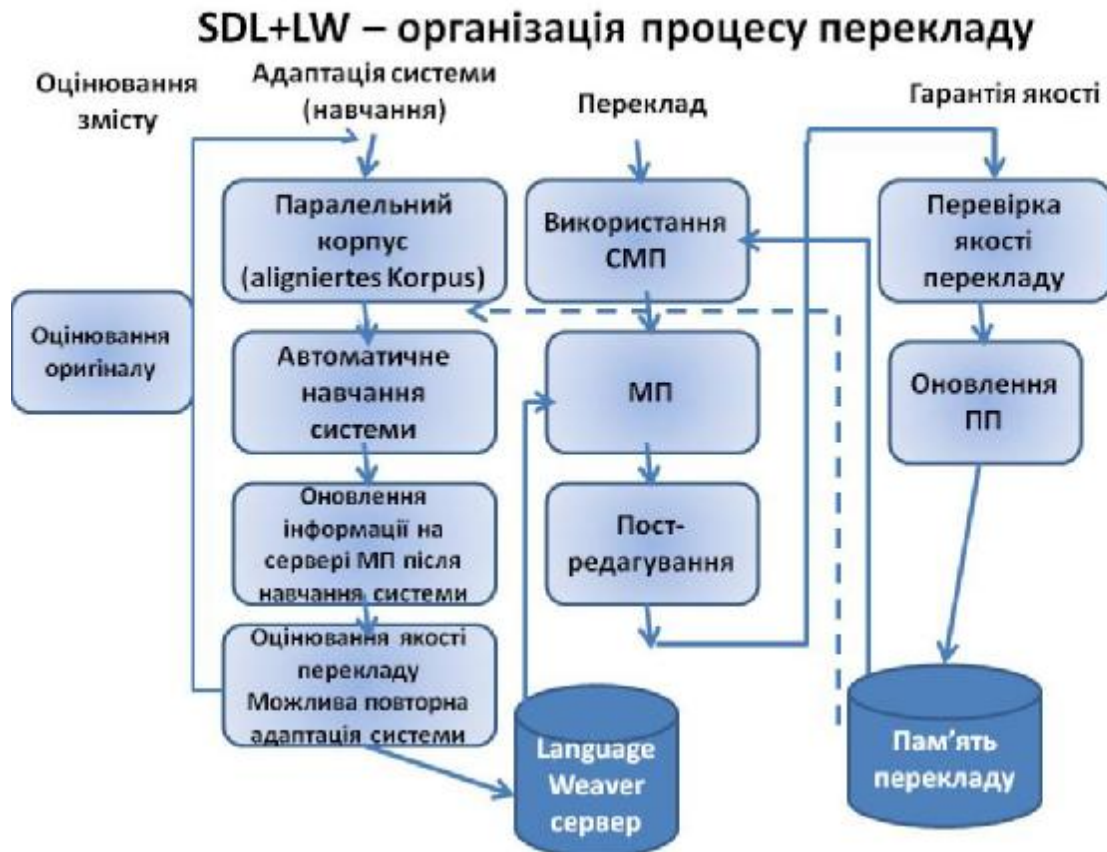 SDL+LW – організація процесу перекладу
Оцінювання
змісту
Адаптація системи
(навчання)
Переклад
Гарантія якості
Оцінювання
оригіналу
Паралельний
корпус
(aligniertes Korpus)
Автоматичне
навчання
системи
Оновлення
інформації на
сервері МП після
навчання системи
Оцінювання якості
перекладу
Можлива повторна
адаптація системи
Використання
СМП
МП
Пост-
редагування
Language
Weaver
сервер
Перевірка
якості
перекладу
Оновлення
ПП
Пам’ять
перекладу